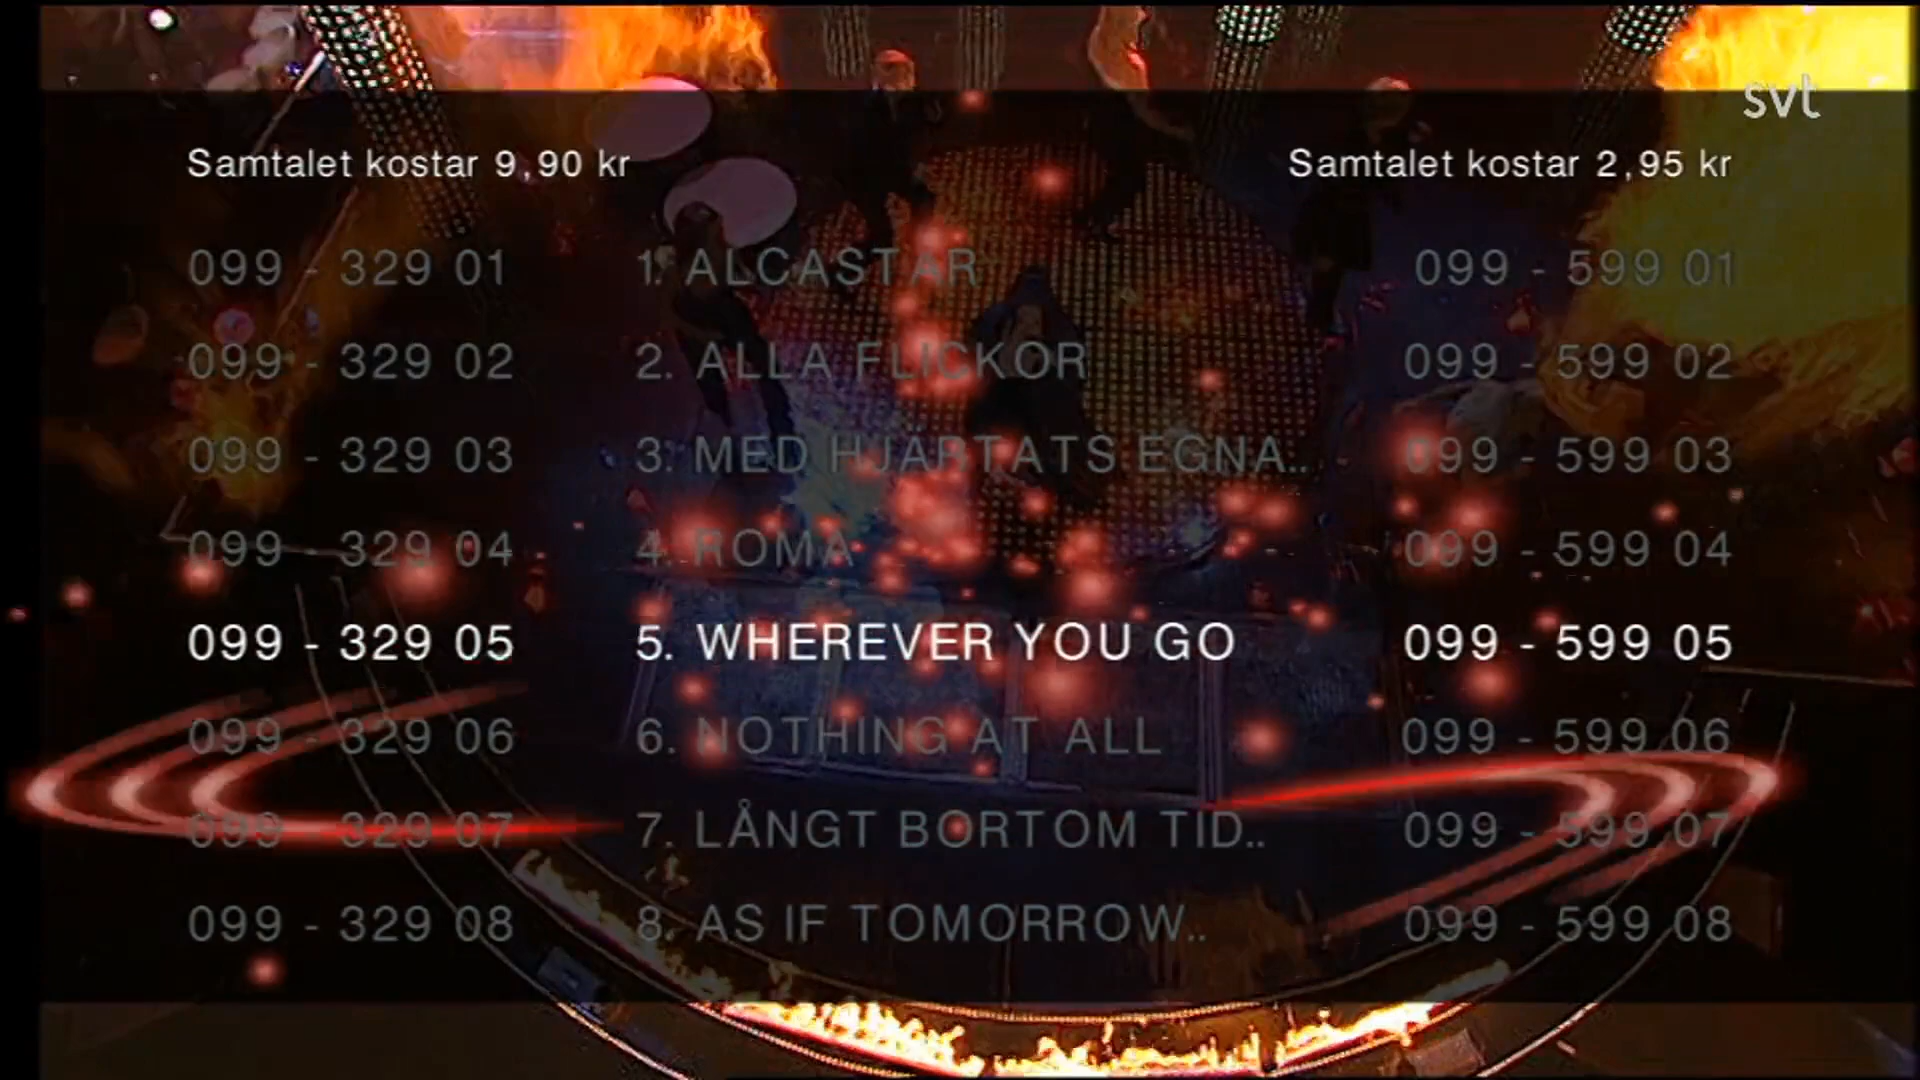 svt
Samtalet kostar 9,90 kr Samtalet kostar 2,95 kr
099 - 329 01 1. ALCASTAR 099 - 599 01
099 - 329 02 2. ALLA FLICKOR 099 - 599 02
099 - 329 03 3. MED HJÄRTATS EGNA.. 099 - 599 03
099 - 329 04 4. ROMA 099 - 599 04
099 - 329 05 5. WHEREVER YOU GO 099 - 599 05
099 - 329 06 6. NOTHING AT ALL 099 - 599 06
099 - 329 07 7. LÅNGT BORTOM TID.. 099 - 599 07
099 - 329 08 8. AS IF TOMORROW.. 099 - 599 08